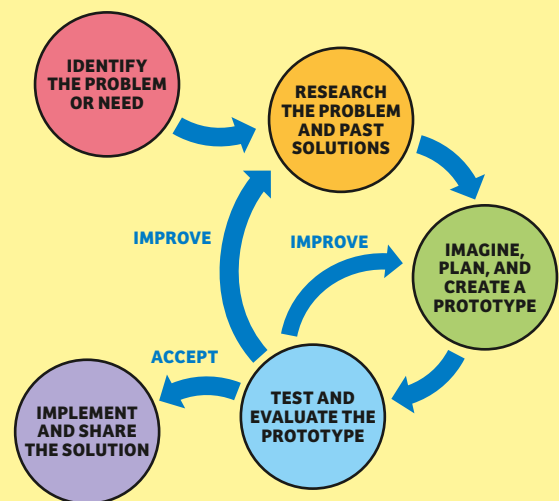 IDENTIFY
THE PROBLEM
OR NEED
RESEARCH
THE PROBLEM
AND PAST
SOLUTIONS
IMPROVE
IMPROVE
IMAGINE,
PLAN, AND
CREATE A
PROTOTYPE
ACCEPT
TEST AND
EVALUATE THE
PROTOTYPE
IMPLEMENT
AND SHARE
THE SOLUTION